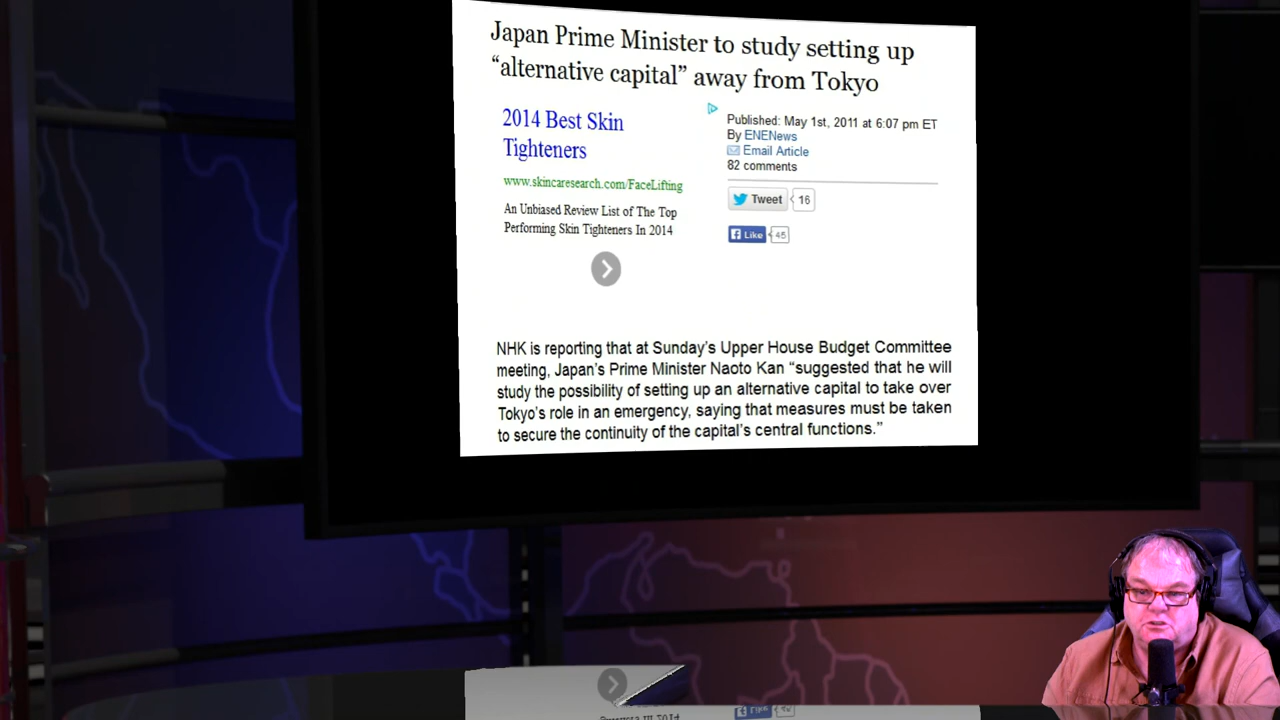 Japan Prime Minister to study setting up
“alternative capital” away from Tokyo
2014 Best Skin
Tighteners
www.skincaresearch.com/FaceLifting
An Unbiased Review List of The Top
Performing Skin Tighteners In 2014
Published: May 1st, 2011 at 6:07 pm ET
By ENENews
Email Article
82 comments
Tweet 16
Like 45
NHK is reporting that at Sunday’s Upper House Budget Committee
meeting, Japan’s Prime Minister Naoto Kan “suggested that he will
study the possibility of setting up an alternative capital to take over
Tokyo’s role in an emergency, saying that measures must be taken
to secure the continuity of the capital’s central functions.”